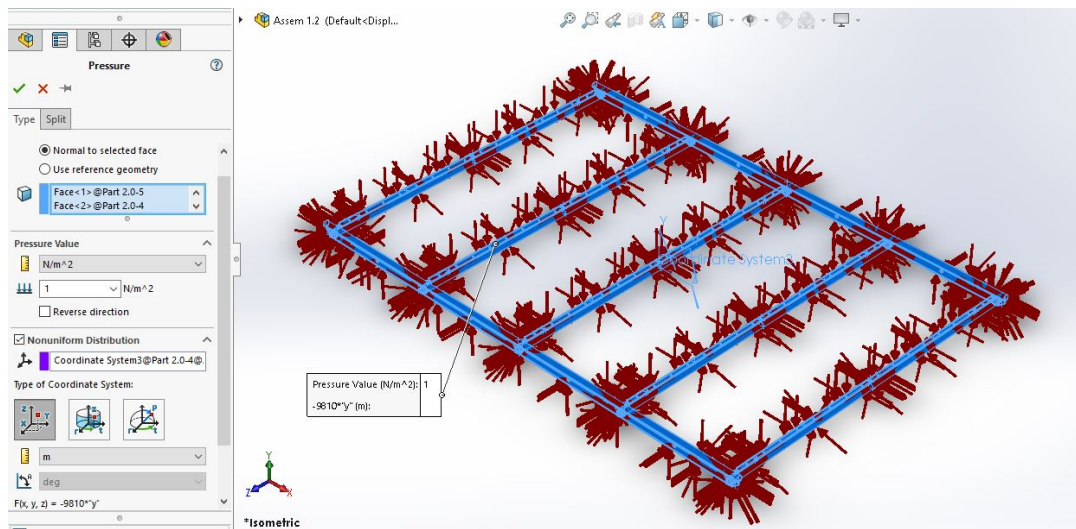 Assem 1.2 (Default<Displ...
Pressure
Type Split
Normal to selected face
Use reference geometry
Face<1>@Part 2.0-5
Face<2>@Part 2.0-4
Pressure Value
N/m^2
1 N/m^2
Reverse direction
Nonuniform Distribution
Coordinate System3@Part 2.0-4@
Type of Coordinate System:
m
deg
F(x, y, z) = -9810*"y"
Y
Coordinate System3
Pressure Value (N/m^2): 1
-9810*"y" (m):
Y
Z X
*Isometric